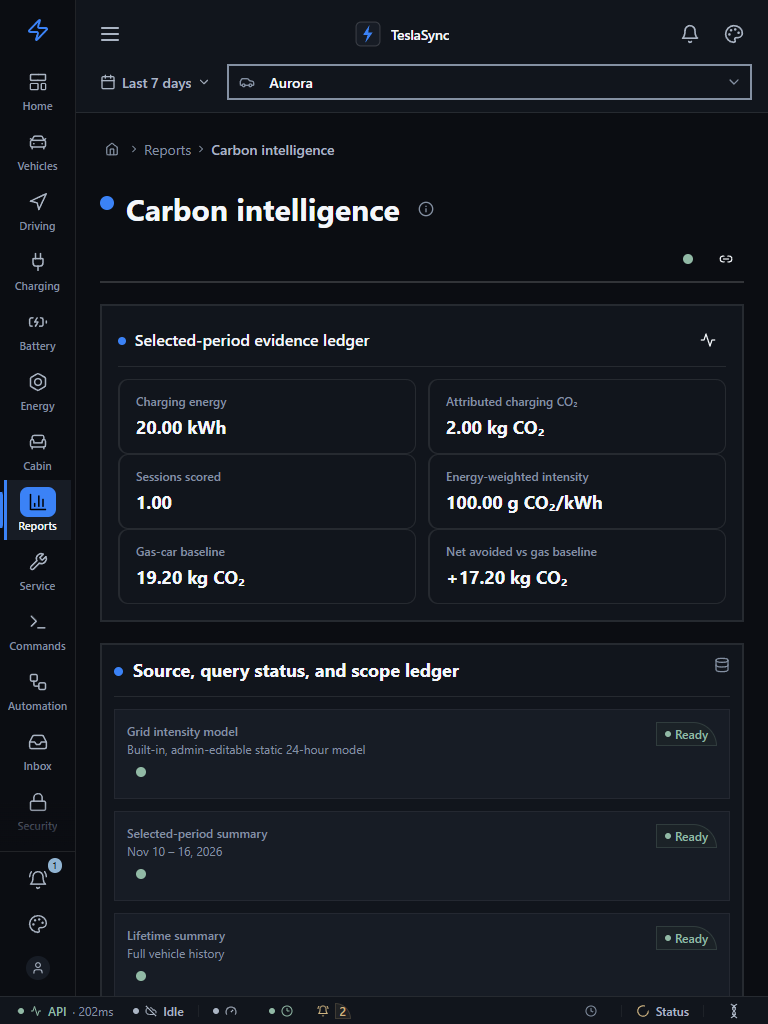 TeslaSync
Last 7 days
Aurora
Home
Vehicles
Driving
Charging
Battery
Energy
Cabin
Reports
Service
Commands
Automation
Inbox
Security
1
Reports
Carbon intelligence
Carbon intelligence
Selected-period evidence ledger
Charging energy
20.00 kWh
Attributed charging CO₂
2.00 kg CO₂
Sessions scored
1.00
Energy-weighted intensity
100.00 g CO₂/kWh
Gas-car baseline
19.20 kg CO₂
Net avoided vs gas baseline
+17.20 kg CO₂
Source, query status, and scope ledger
Grid intensity model
Built-in, admin-editable static 24-hour model
Ready
Selected-period summary
Nov 10 – 16, 2026
Ready
Lifetime summary
Full vehicle history
Ready
API · 202ms
Idle
2
Status